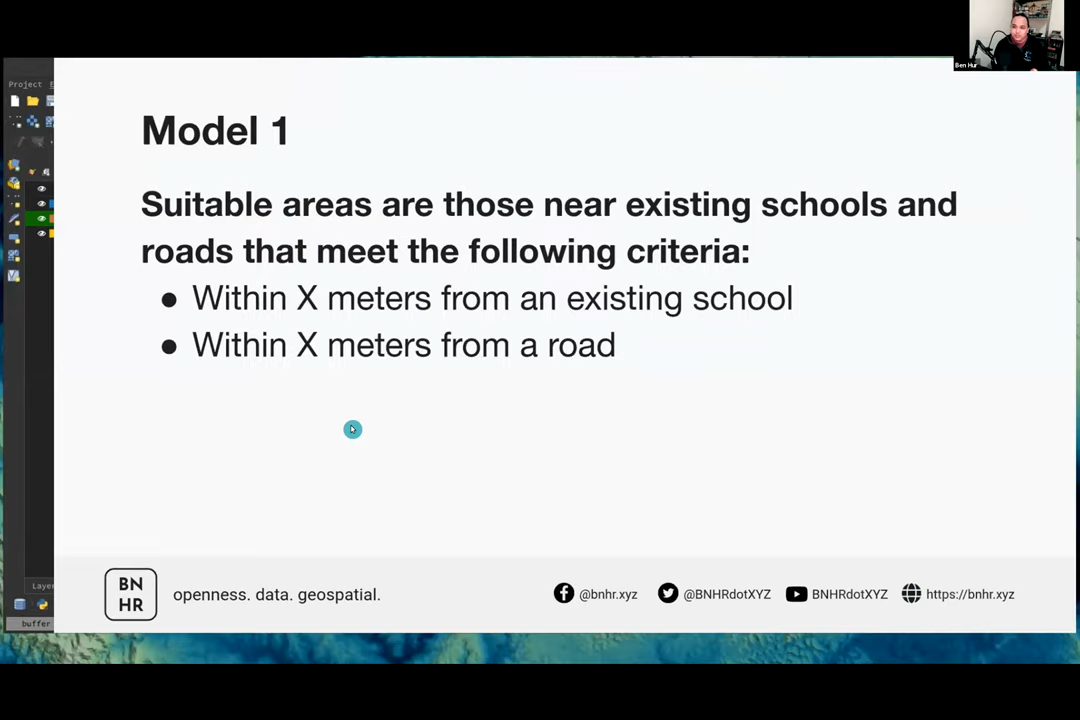 Ben Hur
Project
Model 1
Suitable areas are those near existing schools and
roads that meet the following criteria:
● Within X meters from an existing school
● Within X meters from a road
Laye
buffer
BN
HR
openness. data. geospatial.
@bnhr.xyz
@BNHRdotXYZ
BNHRdotXYZ
https://bnhr.xyz